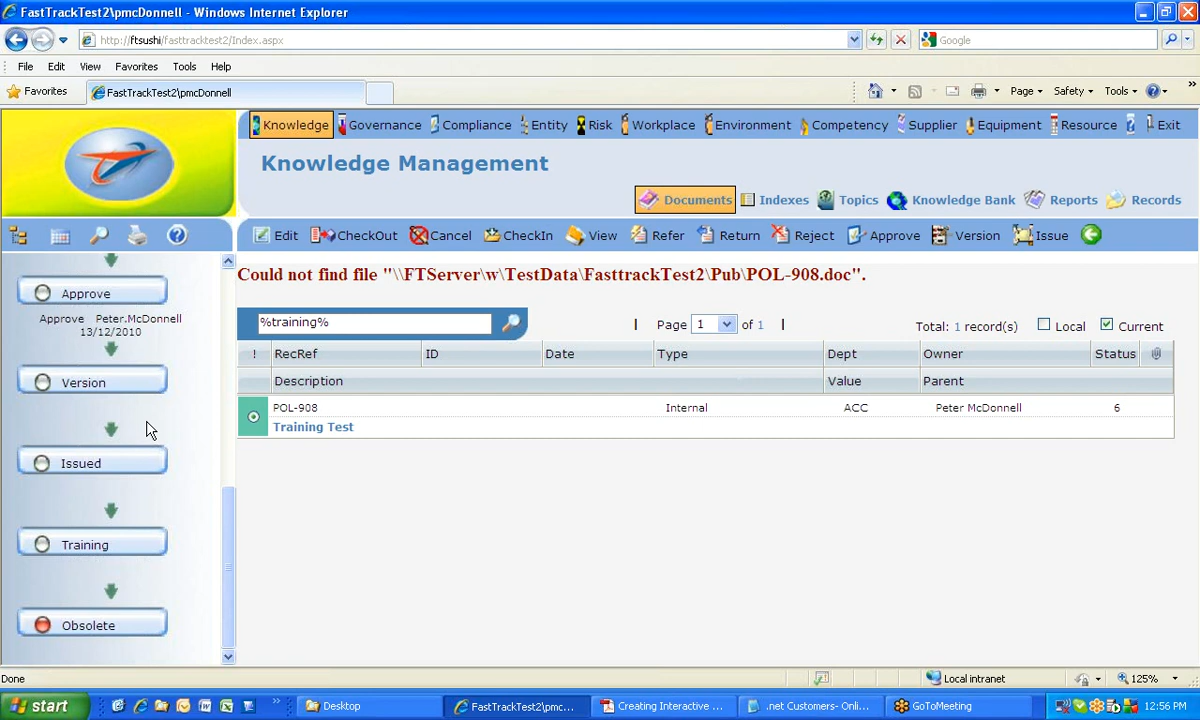 FastTrackTest2\pmcDonnell - Windows Internet Explorer
http://ftsushi/fasttracktest2/Index.aspx
Google
File Edit View Favorites Tools Help
Favorites FastTrackTest2\pmcDonnell Page Safety Tools
Knowledge Governance Compliance Entity Risk Workplace Environment Competency Supplier Equipment Resource Exit
Knowledge Management
Documents Indexes Topics Knowledge Bank Reports Records
Edit CheckOut Cancel CheckIn View Refer Return Reject Approve Version Issue
Could not find file "\\FTServer\w\TestData\FasttrackTest2\Pub\POL-908.doc".
Approve
Approve Peter.McDonnell
13/12/2010
Version
Issued
Training
Obsolete
%training% Page 1 of 1 Total: 1 record(s) Local Current
! RecRef ID Date Type Dept Owner Status
Description Value Parent
POL-908 Internal ACC Peter McDonnell 6
Training Test
Done Local intranet 125%
start Desktop FastTrackTest2\pmc... Creating Interactive ... .net Customers- Onli... GoToMeeting 12:56 PM